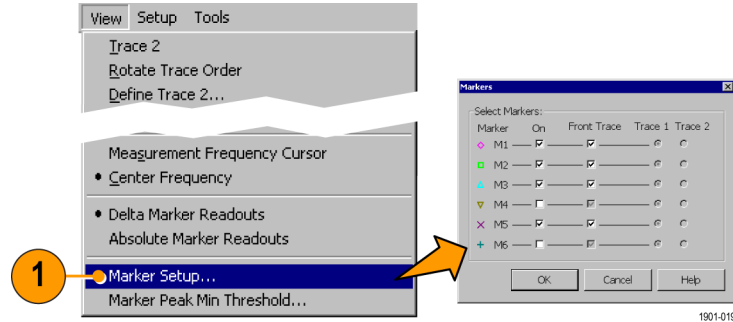 View Setup Tools
Trace 2
Rotate Trace Order
Define Trace 2...
Measurement Frequency Cursor
• Center Frequency
• Delta Marker Readouts
Absolute Marker Readouts
1
Marker Setup...
Marker Peak Min Threshold...
Markers
Select Markers:
Marker On Front Trace Trace 1 Trace 2
M1
M2
M3
M4
M5
M6
OK Cancel Help
1901-019